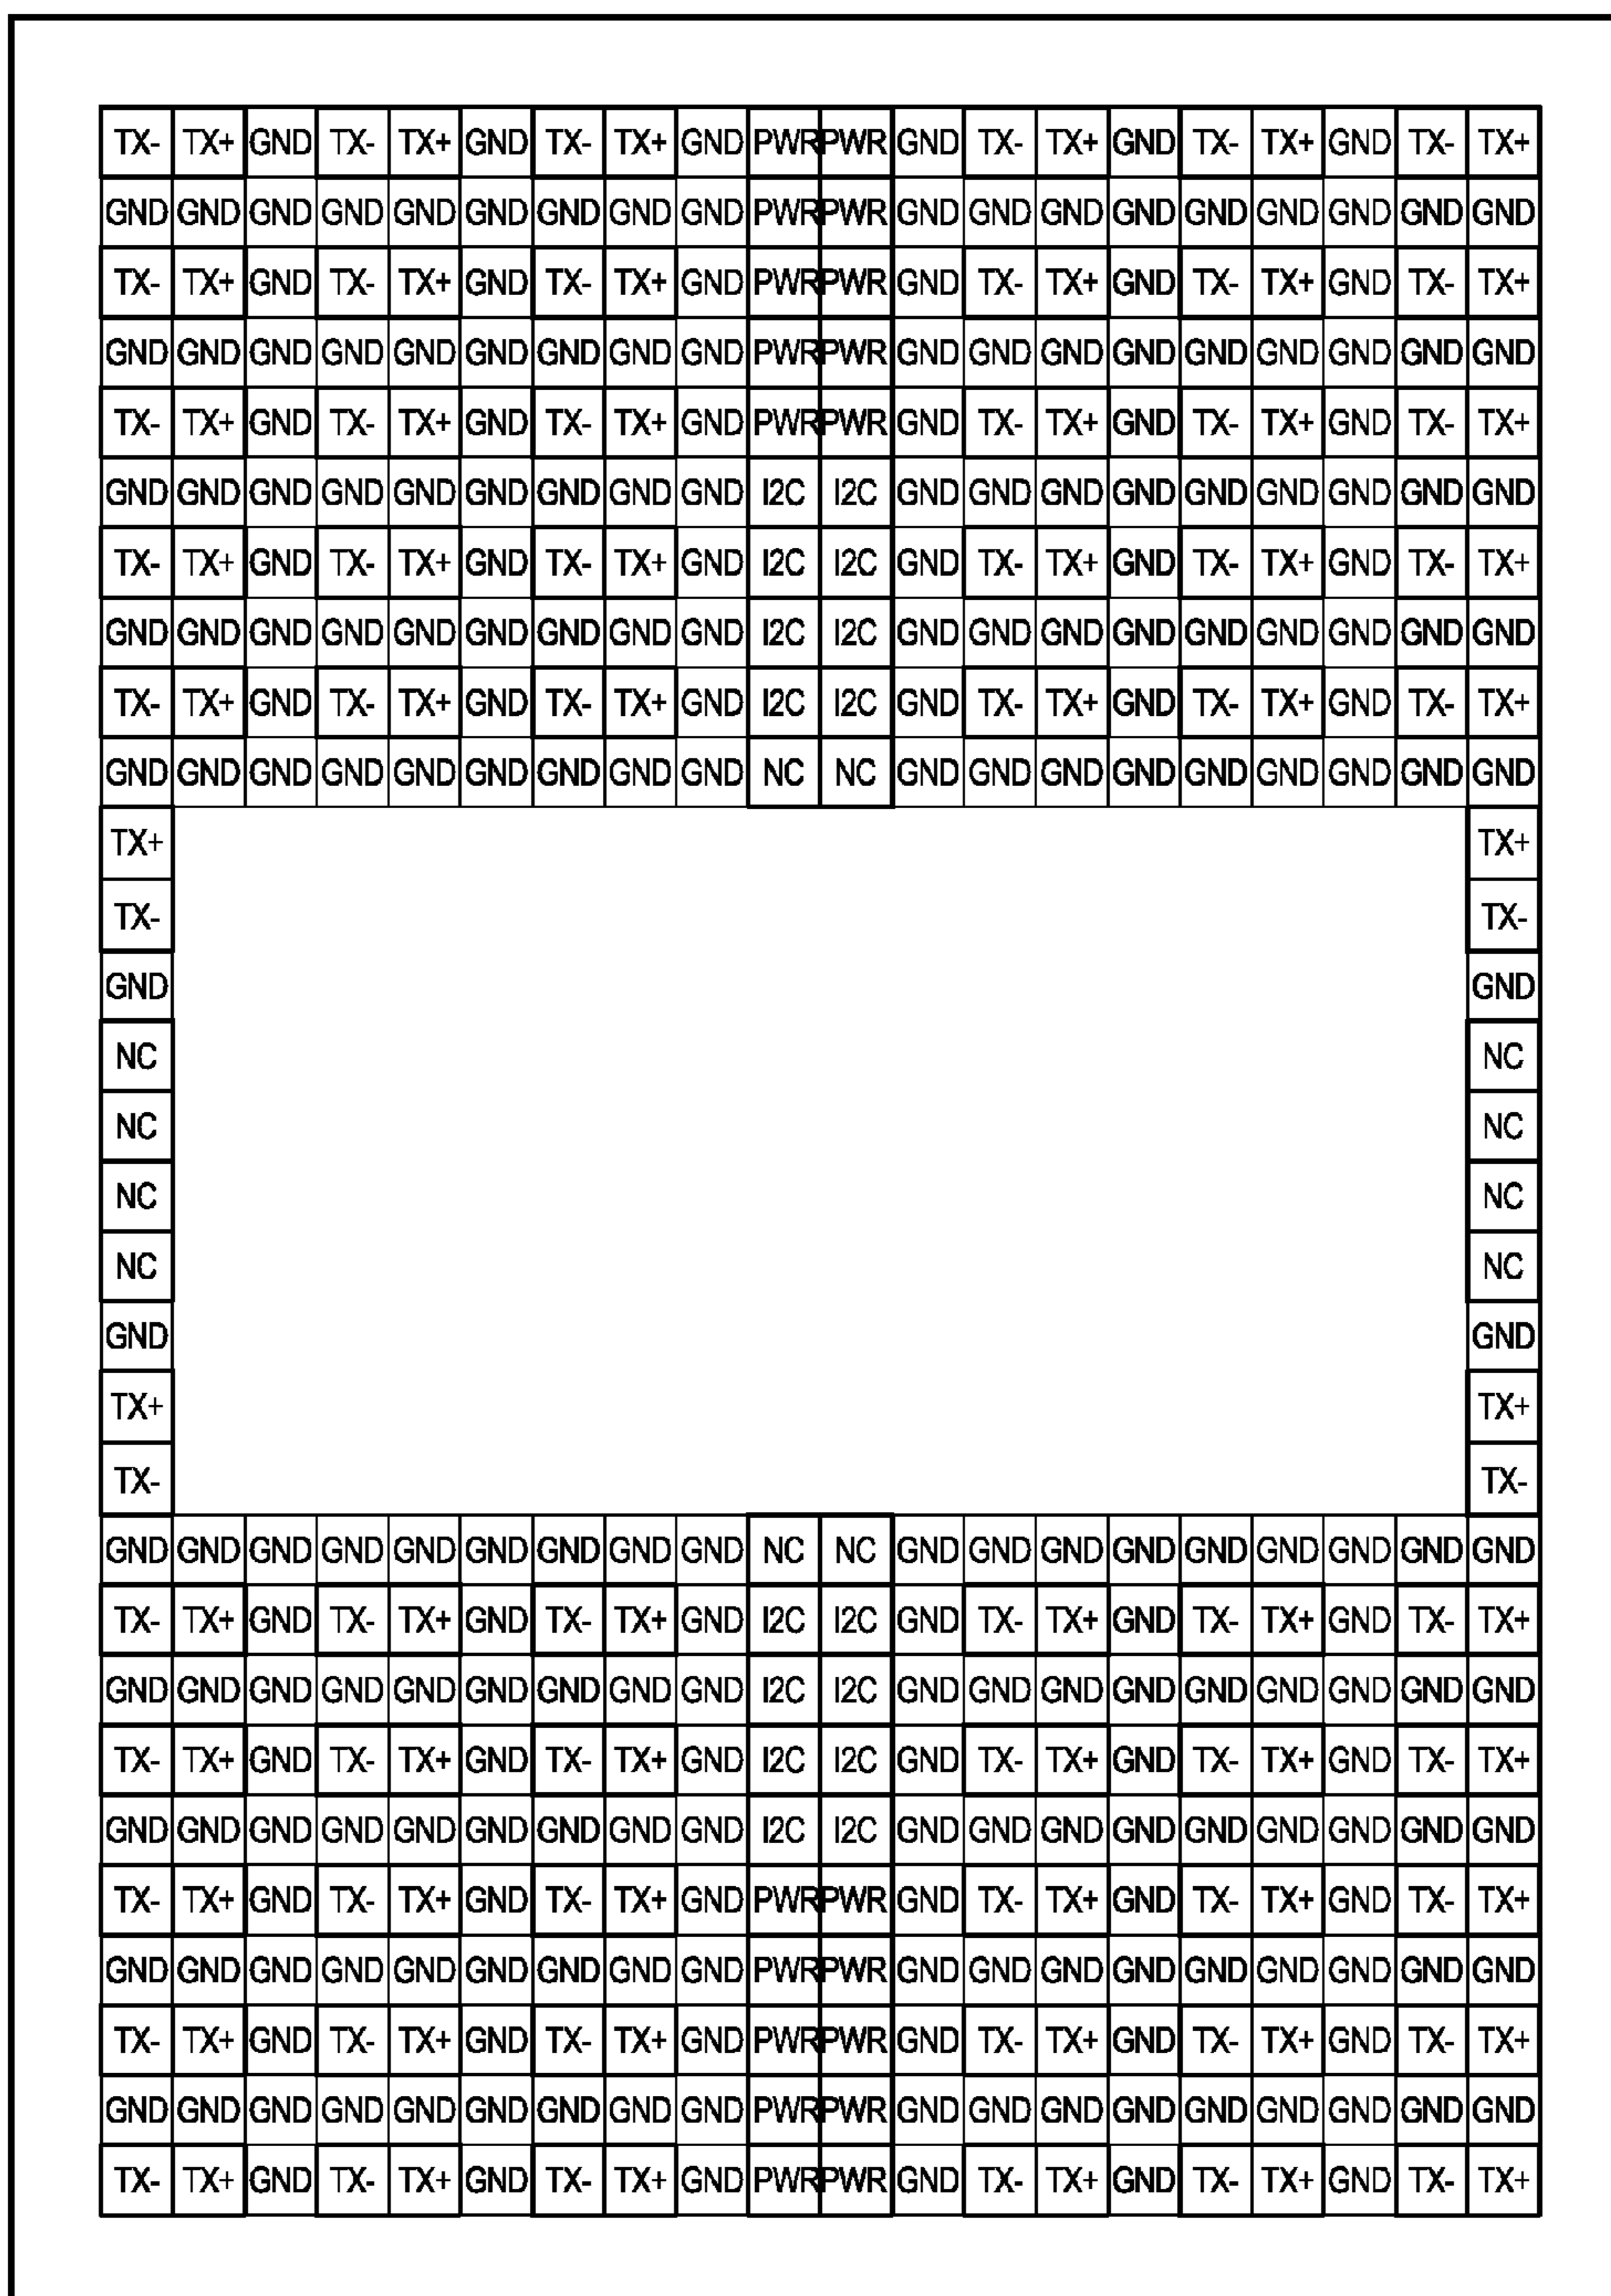 TX- TX+ GND TX- TX+ GND TX- TX+ GND PWR PWR GND TX- TX+ GND TX- TX+ GND TX- TX+
GND GND GND GND GND GND GND GND GND PWR PWR GND GND GND GND GND GND GND GND GND
TX- TX+ GND TX- TX+ GND TX- TX+ GND PWR PWR GND TX- TX+ GND TX- TX+ GND TX- TX+
GND GND GND GND GND GND GND GND GND PWR PWR GND GND GND GND GND GND GND GND GND
TX- TX+ GND TX- TX+ GND TX- TX+ GND PWR PWR GND TX- TX+ GND TX- TX+ GND TX- TX+
GND GND GND GND GND GND GND GND GND I2C I2C GND GND GND GND GND GND GND GND GND
TX- TX+ GND TX- TX+ GND TX- TX+ GND I2C I2C GND TX- TX+ GND TX- TX+ GND TX- TX+
GND GND GND GND GND GND GND GND GND I2C I2C GND GND GND GND GND GND GND GND GND
TX- TX+ GND TX- TX+ GND TX- TX+ GND I2C I2C GND TX- TX+ GND TX- TX+ GND TX- TX+
GND GND GND GND GND GND GND GND GND NC NC GND GND GND GND GND GND GND GND GND
TX+ TX+
TX- TX-
GND GND
NC NC
NC NC
NC NC
NC NC
GND GND
TX+ TX+
TX- TX-
GND GND GND GND GND GND GND GND GND NC NC GND GND GND GND GND GND GND GND GND
TX- TX+ GND TX- TX+ GND TX- TX+ GND I2C I2C GND TX- TX+ GND TX- TX+ GND TX- TX+
GND GND GND GND GND GND GND GND GND I2C I2C GND GND GND GND GND GND GND GND GND
TX- TX+ GND TX- TX+ GND TX- TX+ GND I2C I2C GND TX- TX+ GND TX- TX+ GND TX- TX+
GND GND GND GND GND GND GND GND GND I2C I2C GND GND GND GND GND GND GND GND GND
TX- TX+ GND TX- TX+ GND TX- TX+ GND PWR PWR GND TX- TX+ GND TX- TX+ GND TX- TX+
GND GND GND GND GND GND GND GND GND PWR PWR GND GND GND GND GND GND GND GND GND
TX- TX+ GND TX- TX+ GND TX- TX+ GND PWR PWR GND TX- TX+ GND TX- TX+ GND TX- TX+
GND GND GND GND GND GND GND GND GND PWR PWR GND GND GND GND GND GND GND GND GND
TX- TX+ GND TX- TX+ GND TX- TX+ GND PWR PWR GND TX- TX+ GND TX- TX+ GND TX- TX+